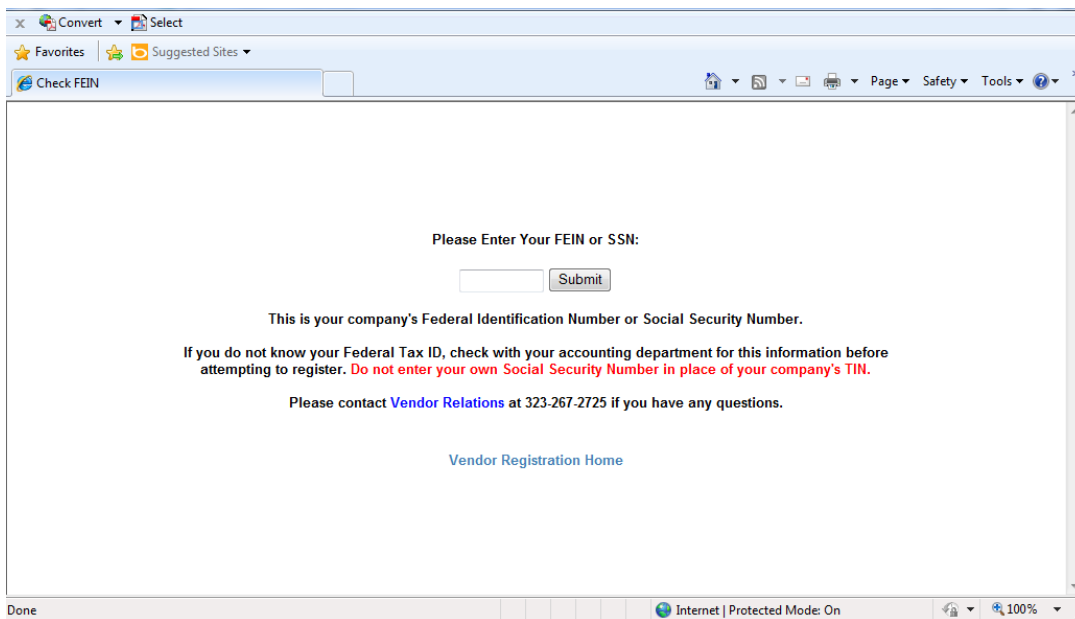 x Convert Select
Favorites Suggested Sites
Check FEIN Page Safety Tools
Please Enter Your FEIN or SSN:
Submit
This is your company's Federal Identification Number or Social Security Number.
If you do not know your Federal Tax ID, check with your accounting department for this information before
attempting to register. Do not enter your own Social Security Number in place of your company's TIN.
Please contact Vendor Relations at 323-267-2725 if you have any questions.
Vendor Registration Home
Done Internet | Protected Mode: On 100%